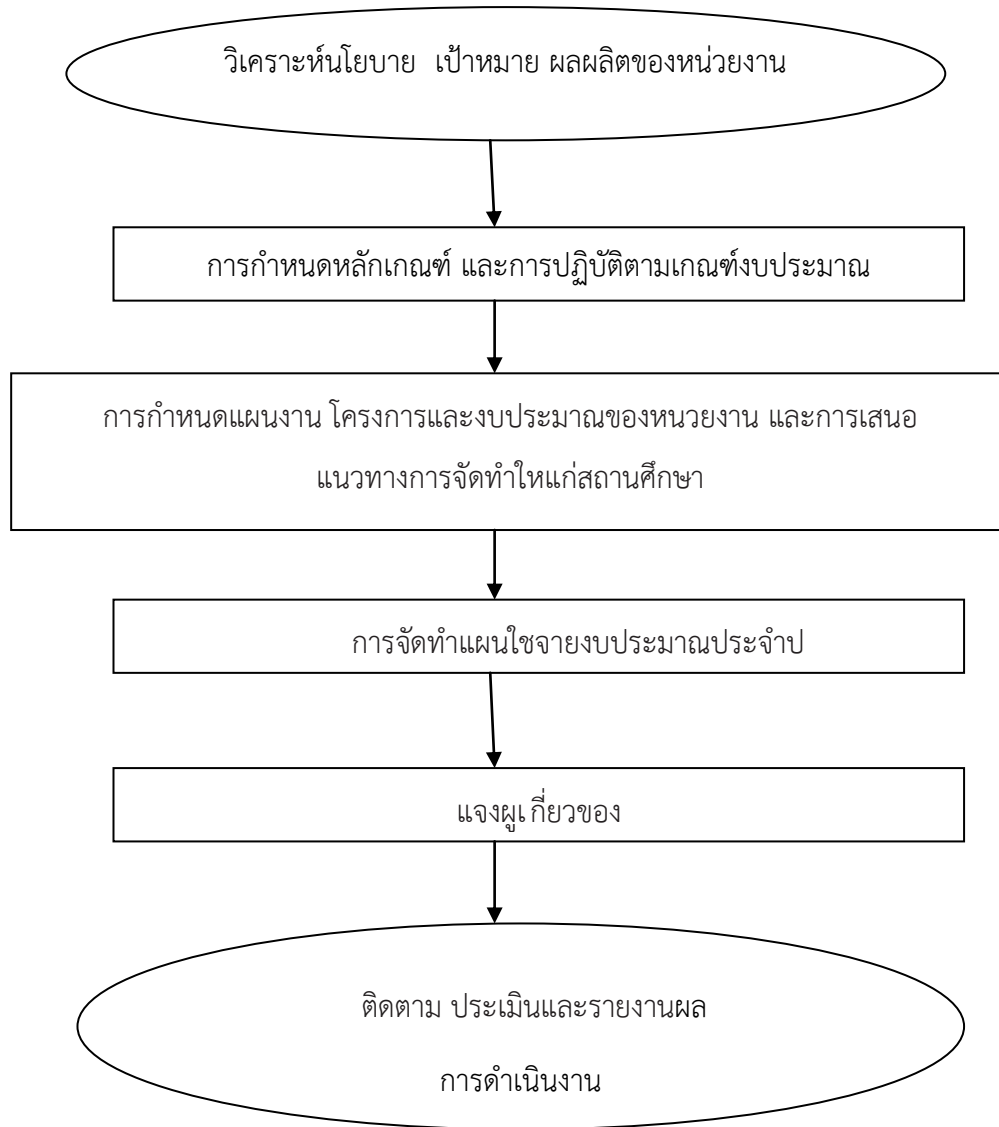 วิเคราะห์นโยบาย เป้าหมาย ผลผลิตของหน่วยงาน
การกำหนดหลักเกณฑ์ และการปฏิบัติตามเกณฑ์งบประมาณ
การกำหนดแผนงาน โครงการและงบประมาณของหนวยงาน และการเสนอ
แนวทางการจัดทำใหแก่สถานศึกษา
การจัดทำแผนใชจายงบประมาณประจำป
แจงผูเกี่ยวของ
ติดตาม ประเมินและรายงานผล
การดำเนินงาน